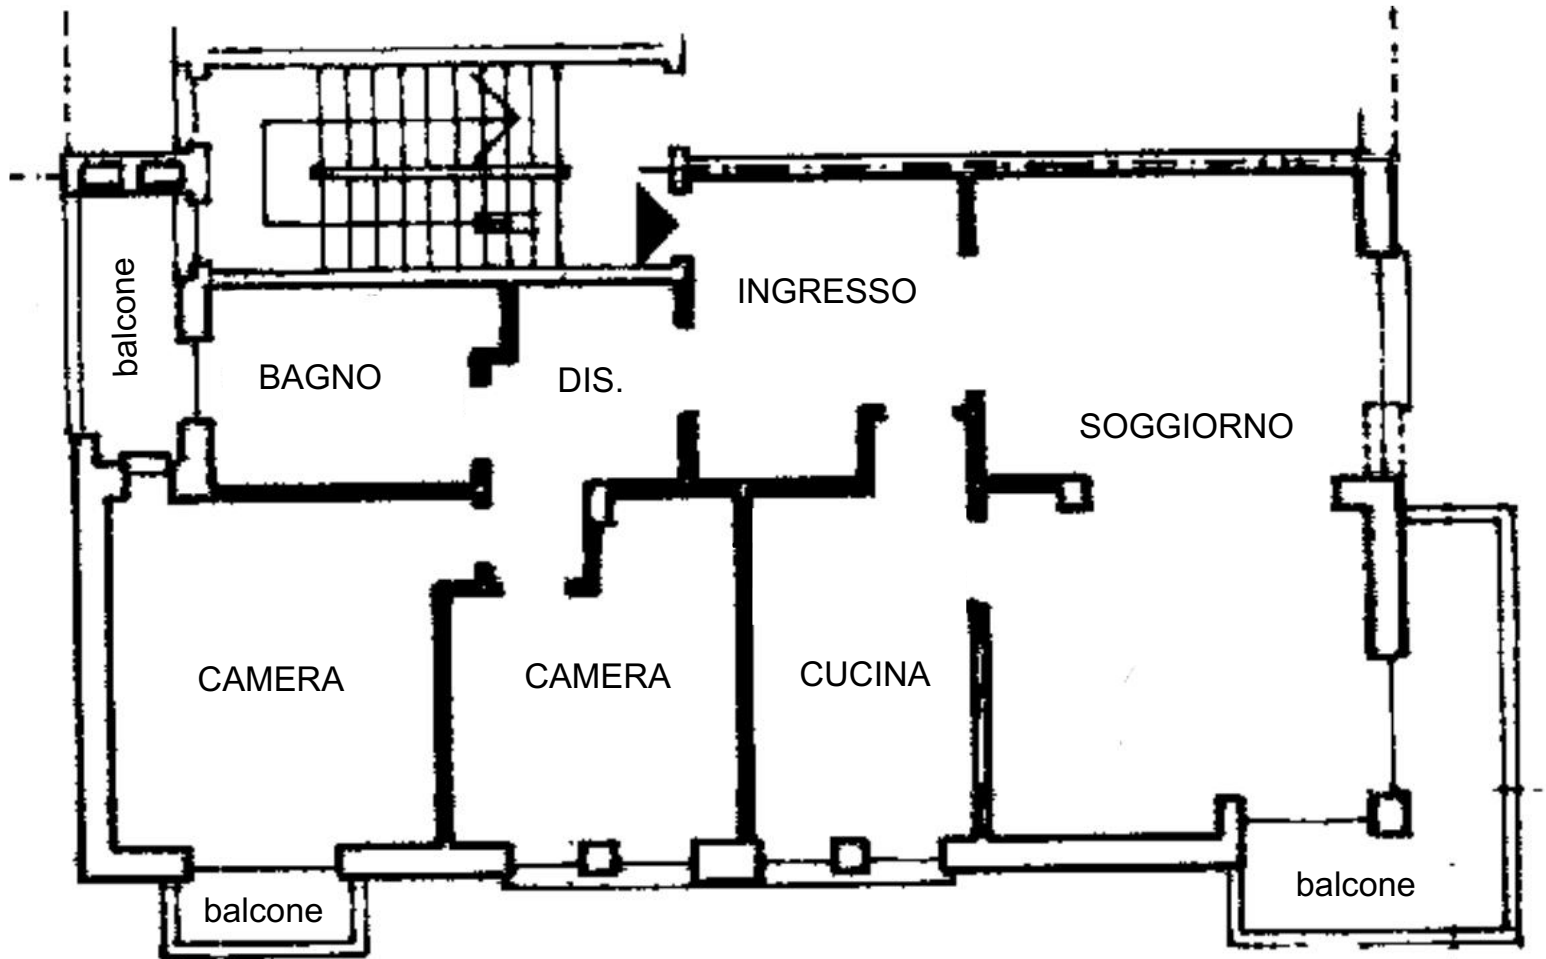 balcone
INGRESSO
BAGNO
DIS.
SOGGIORNO
CAMERA
CAMERA
CUCINA
balcone
balcone